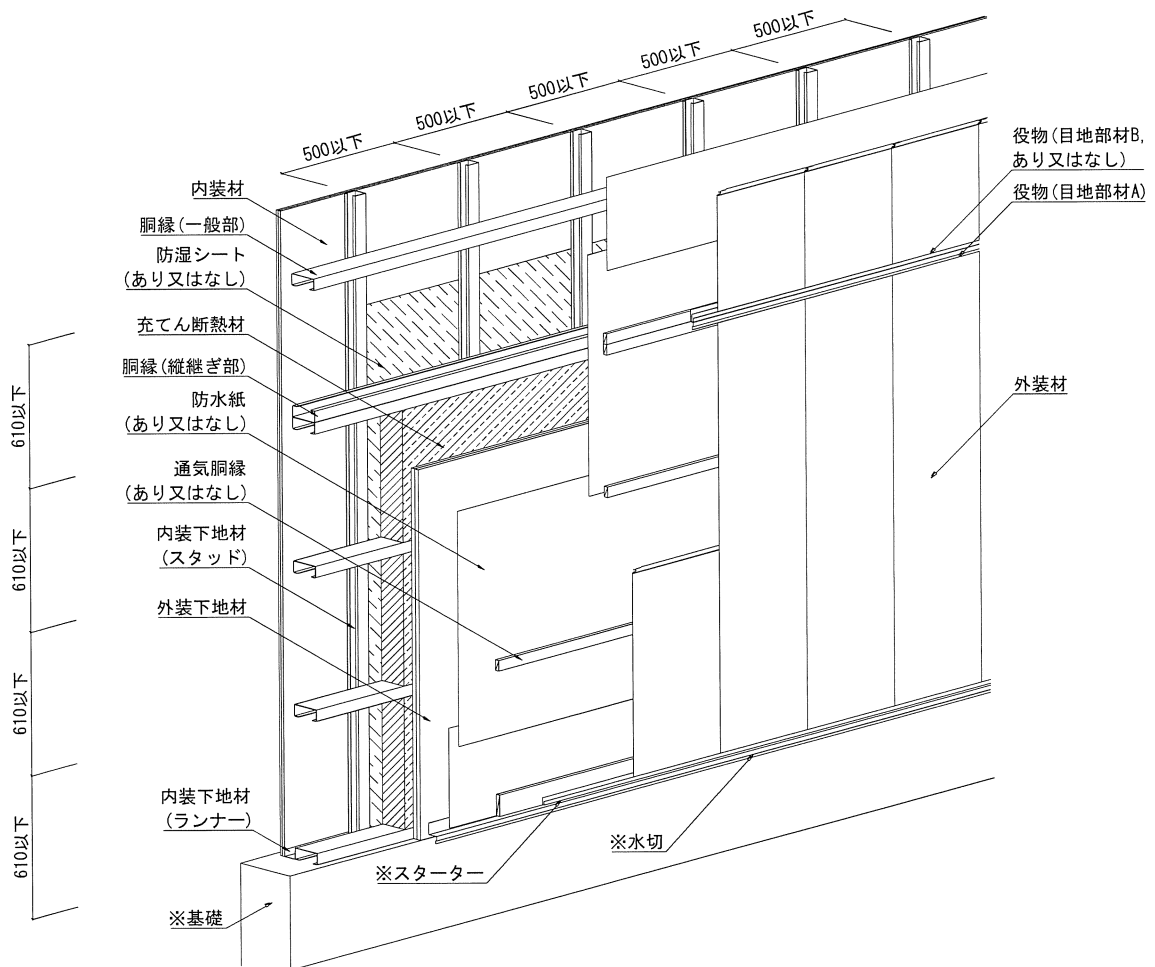 500以下
500以下
500以下
500以下
500以下
役物(目地部材B,
あり又はなし)
役物(目地部材A)
外装材
内装材
胴縁(一般部)
防湿シート
(あり又はなし)
充てん断熱材
胴縁(縦継ぎ部)
防水紙
(あり又はなし)
通気胴縁
(あり又はなし)
内装下地材
(スタッド)
外装下地材
内装下地材
(ランナー)
610以下
610以下
610以下
610以下
※水切
※スターター
※基礎